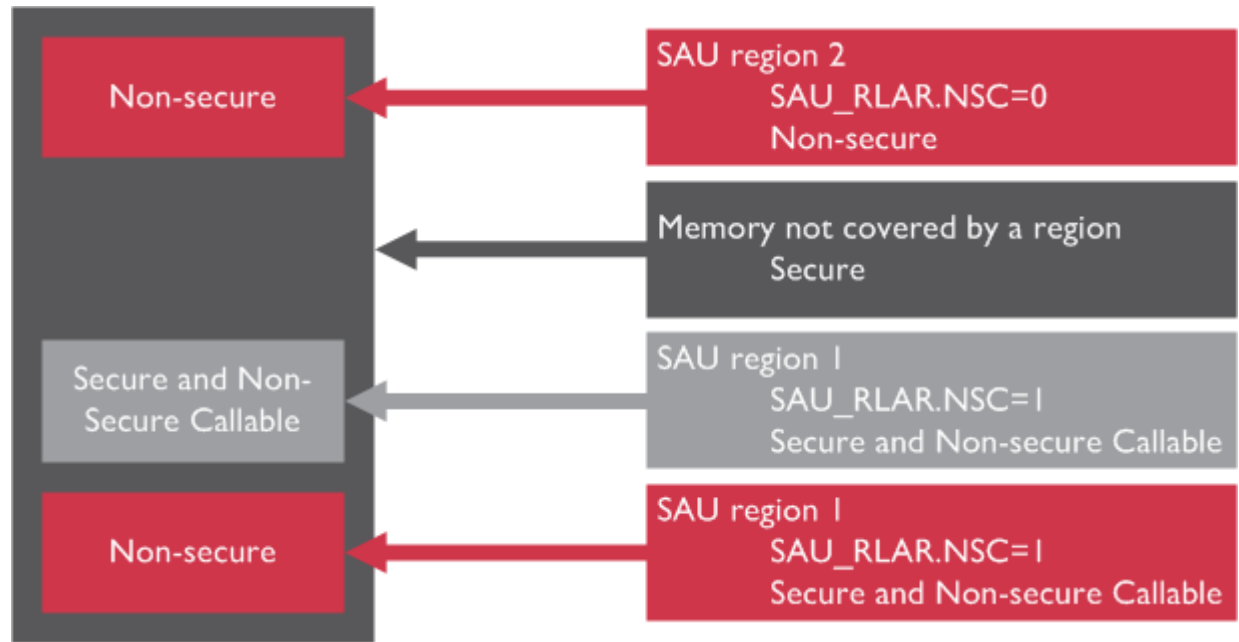 Non-secure
SAU region 2
SAU_RLAR.NSC=0
Non-secure
Memory not covered by a region
Secure
Secure and Non-
Secure Callable
SAU region 1
SAU_RLAR.NSC=1
Secure and Non-secure Callable
Non-secure
SAU region 1
SAU_RLAR.NSC=1
Secure and Non-secure Callable